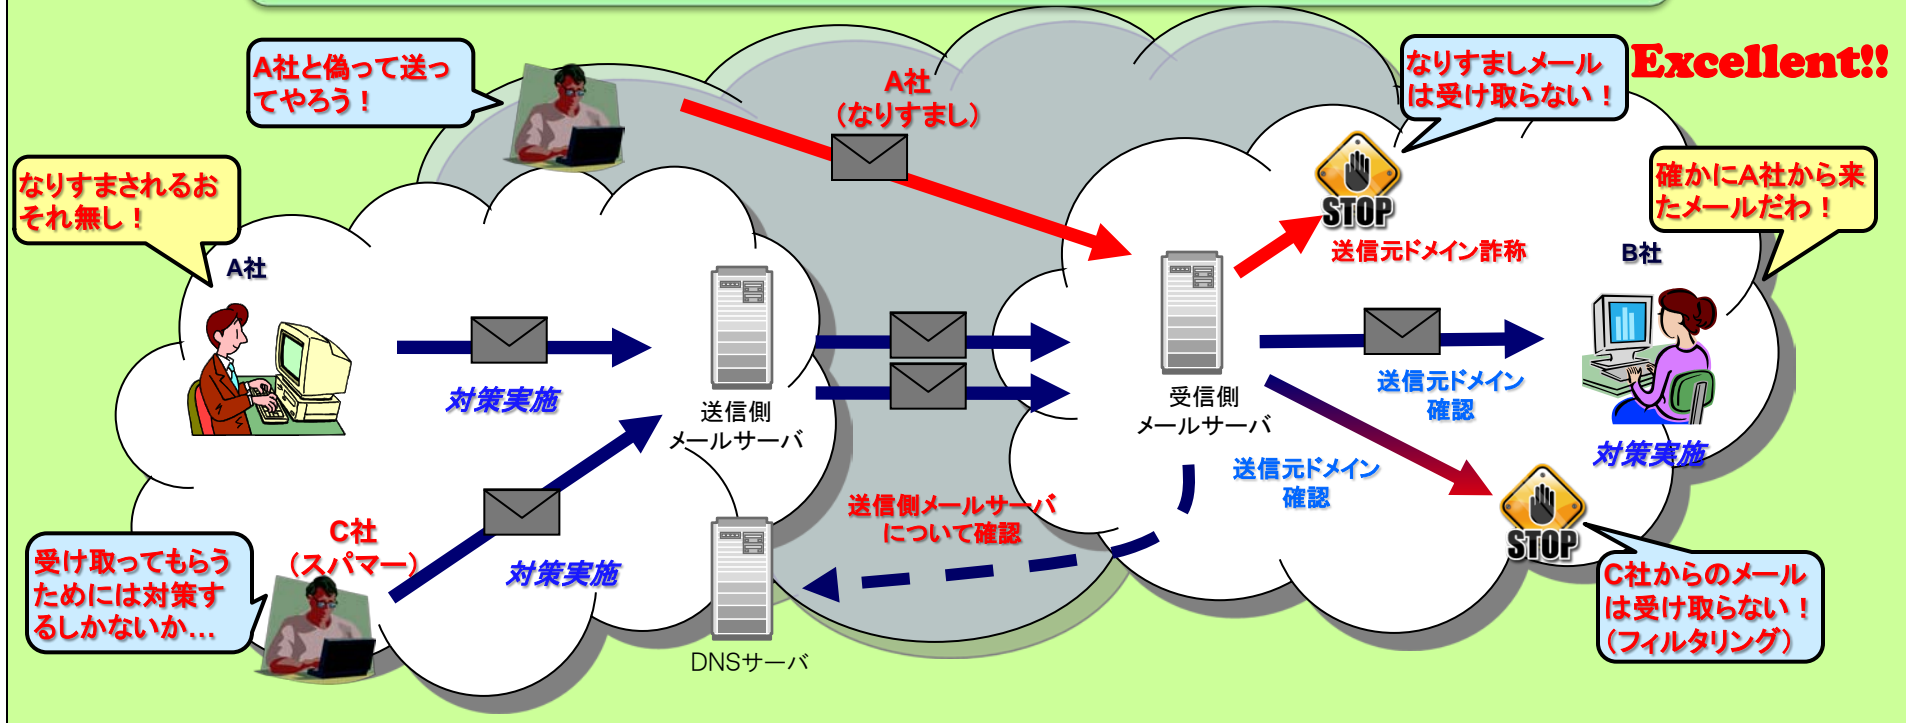 A社と偽って送っ
てやろう！
A社
（なりすまし）
なりすましメール
は受け取らない！
Excellent!!
なりすまされるお
それ無し！
確かにA社から来
たメールだわ！
STOP
送信元ドメイン詐称
A社
B社
対策実施
送信側
メールサーバ
受信側
メールサーバ
送信元ドメイン
確認
対策実施
送信元ドメイン
確認
送信側メールサーバ
について確認
C社
（スパマー）
受け取ってもらう
ためには対策す
るしかないか…
対策実施
STOP
C社からのメール
は受け取らない！
（フィルタリング）
DNSサーバ